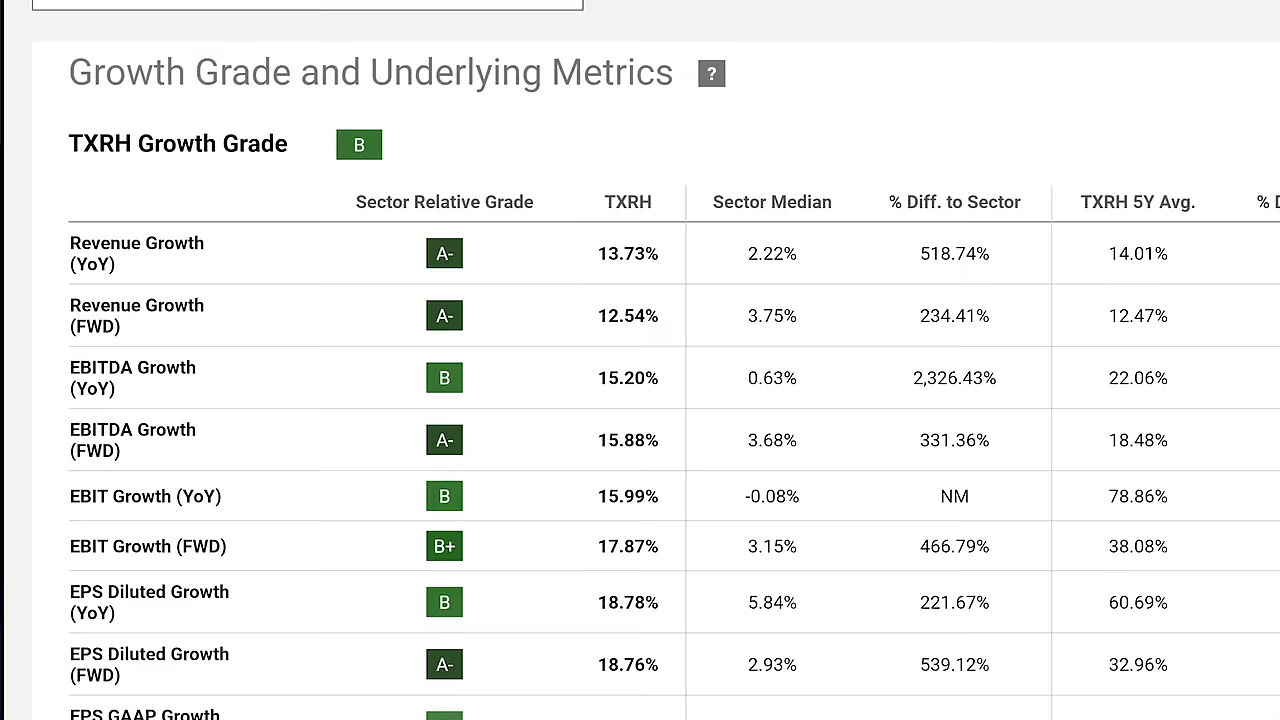 Growth Grade and Underlying Metrics ?
TXRH Growth Grade B
Sector Relative Grade TXRH Sector Median % Diff. to Sector TXRH 5Y Avg. %
Revenue Growth
(YoY) A- 13.73% 2.22% 518.74% 14.01%
Revenue Growth
(FWD) A- 12.54% 3.75% 234.41% 12.47%
EBITDA Growth
(YoY) B 15.20% 0.63% 2,326.43% 22.06%
EBITDA Growth
(FWD) A- 15.88% 3.68% 331.36% 18.48%
EBIT Growth (YoY) B 15.99% -0.08% NM 78.86%
EBIT Growth (FWD) B+ 17.87% 3.15% 466.79% 38.08%
EPS Diluted Growth
(YoY) B 18.78% 5.84% 221.67% 60.69%
EPS Diluted Growth
(FWD) A- 18.76% 2.93% 539.12% 32.96%
EPS GAAP Growth